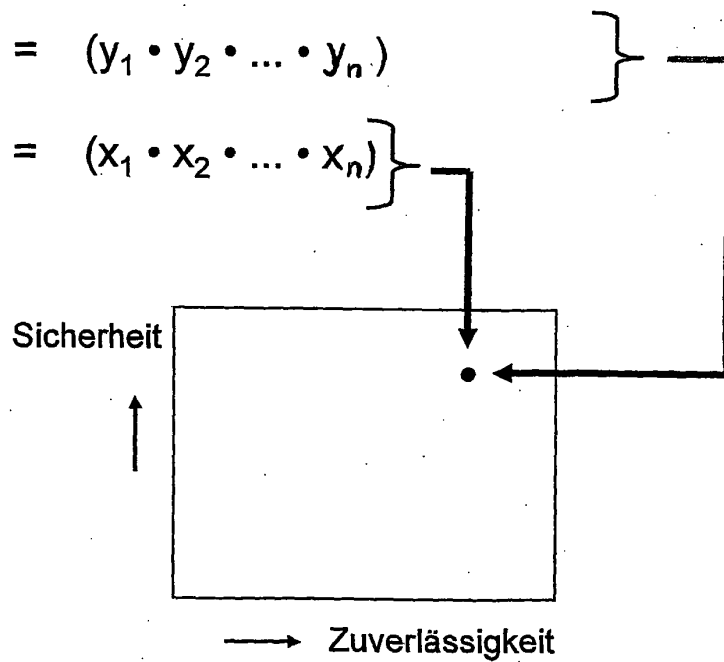 = (y₁ • y₂ • ... • yₙ)
= (x₁ • x₂ • ... • xₙ)
Sicherheit
Zuverlässigkeit